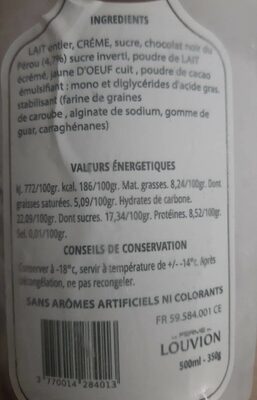 INGREDIENTS
LAIT entier, CRÉME, sucre, chocolat noir du
Pérou (4,7%) sucre inverti, poudre de LAIT
écrémé, jaune D'OEUF cuit , poudre de cacao
émulsifiant ; mono et diglycérides d'acide gras,
stabilisant (farine de graines
de caroube , alginate de sodium, gomme de
guar, carraghénanes)
VALEURS ÉNERGETIQUES
kj. 772/100gr. kcal. 186/100gr. Mat. grasses. 8,24/100gr. Dont
graisses saturées. 5,09/100gr. Hydrates de carbone.
22,09/100gr. Dont sucres. 17,34/100gr. Protéines. 8,52/100gr.
Sel. 0,01/100gr.
CONSEILS DE CONSERVATION
Conserver à -18°c, servir à température de +/- -14°c. Après
décongélation, ne pas recongeler.
SANS ARÔMES ARTIFICIELS NI COLORANTS
FR 59.584.001 CE
LA FERME
LOUVION
500ml - 350g
3 770014 284013